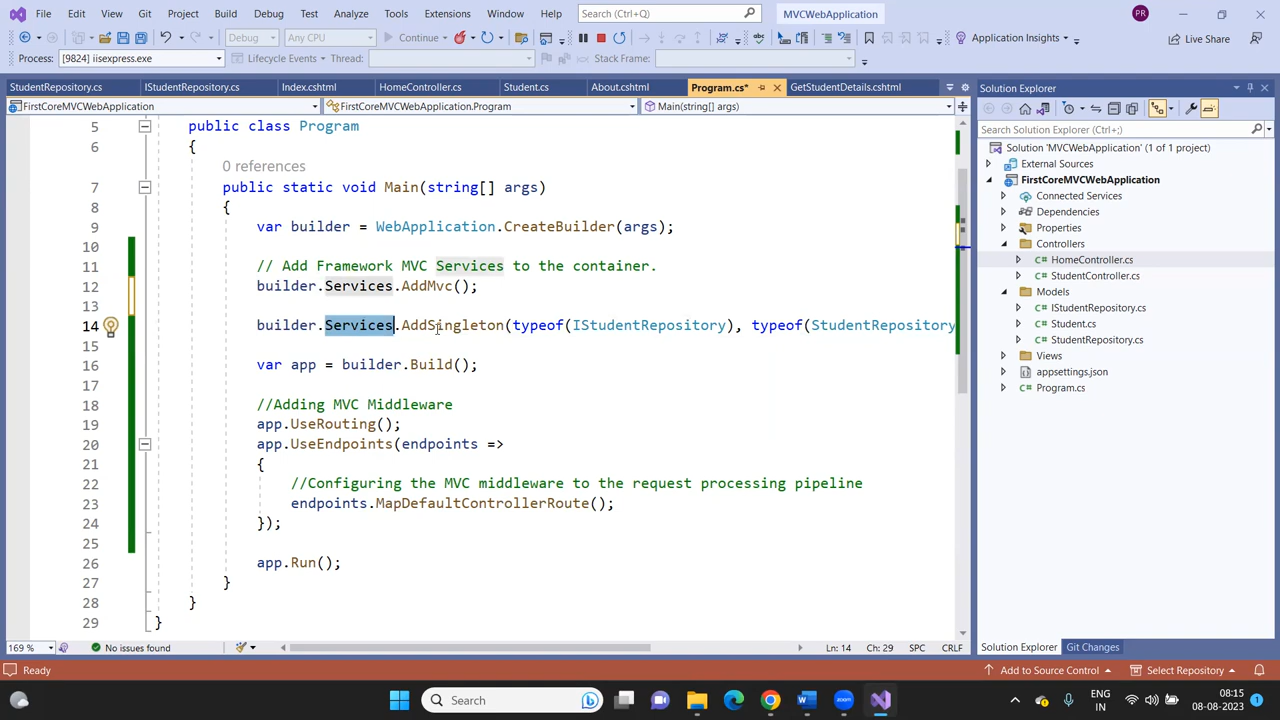 File Edit View Git Project Build Debug Test Analyze Tools Extensions Window Help Search (Ctrl+Q) MVCWebApplication PR
Debug Any CPU Continue Application Insights Live Share
Process: [9824] iisexpress.exe Lifecycle Events Thread: Stack Frame:
StudentRepository.cs IStudentRepository.cs Index.cshtml HomeController.cs Student.cs About.cshtml Program.cs* GetStudentDetails.cshtml
FirstCoreMVCWebApplication FirstCoreMVCWebApplication.Program Main(string[] args)
5 public class Program
6 {
0 references
7 public static void Main(string[] args)
8 {
9 var builder = WebApplication.CreateBuilder(args);
10
11 // Add Framework MVC Services to the container.
12 builder.Services.AddMvc();
13
14 builder.Services.AddSingleton(typeof(IStudentRepository), typeof(StudentRepository
15
16 var app = builder.Build();
17
18 //Adding MVC Middleware
19 app.UseRouting();
20 app.UseEndpoints(endpoints =>
21 {
22 //Configuring the MVC middleware to the request processing pipeline
23 endpoints.MapDefaultControllerRoute();
24 });
25
26 app.Run();
27 }
28 }
29 }
169 % No issues found Ln: 14 Ch: 29 SPC CRLF
Solution Explorer
Search Solution Explorer (Ctrl+;)
Solution 'MVCWebApplication' (1 of 1 project)
External Sources
FirstCoreMVCWebApplication
Connected Services
Dependencies
Properties
Controllers
HomeController.cs
StudentController.cs
Models
IStudentRepository.cs
Student.cs
StudentRepository.cs
Views
appsettings.json
Program.cs
Solution Explorer Git Changes
Ready Add to Source Control Select Repository
Search zoom ENG IN 08:15 08-08-2023